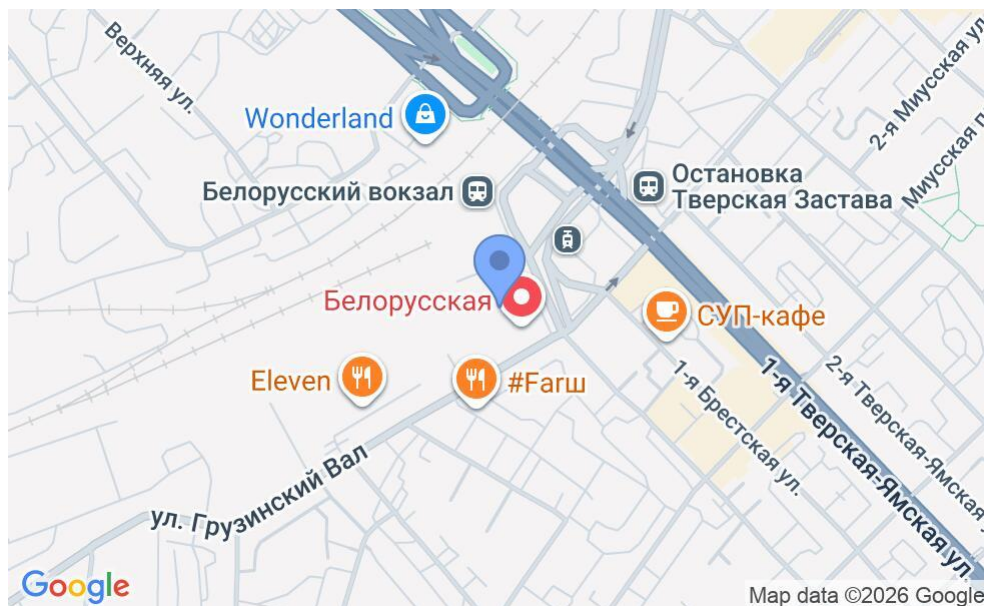 Верхняя ул.
2-я Миусская ул.
Wonderland
Остановка
Тверская Застава
Белорусский вокзал
Миусская п
Белорусская
СУП-кафе
Eleven
#Farш
1-я Брестская ул.
1-я Тверская-Ямская ул.
2-я Тверская-Ямская
ул. Грузинский Вал
Google
Map data ©2026 Google